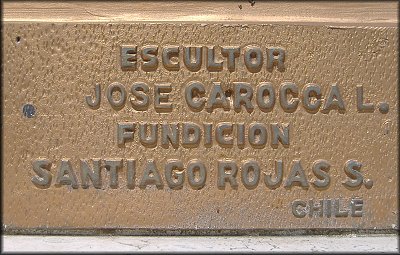 ESCULTOR
JOSE CAROCCA L.
FUNDICION
SANTIAGO ROJAS S.
CHILE